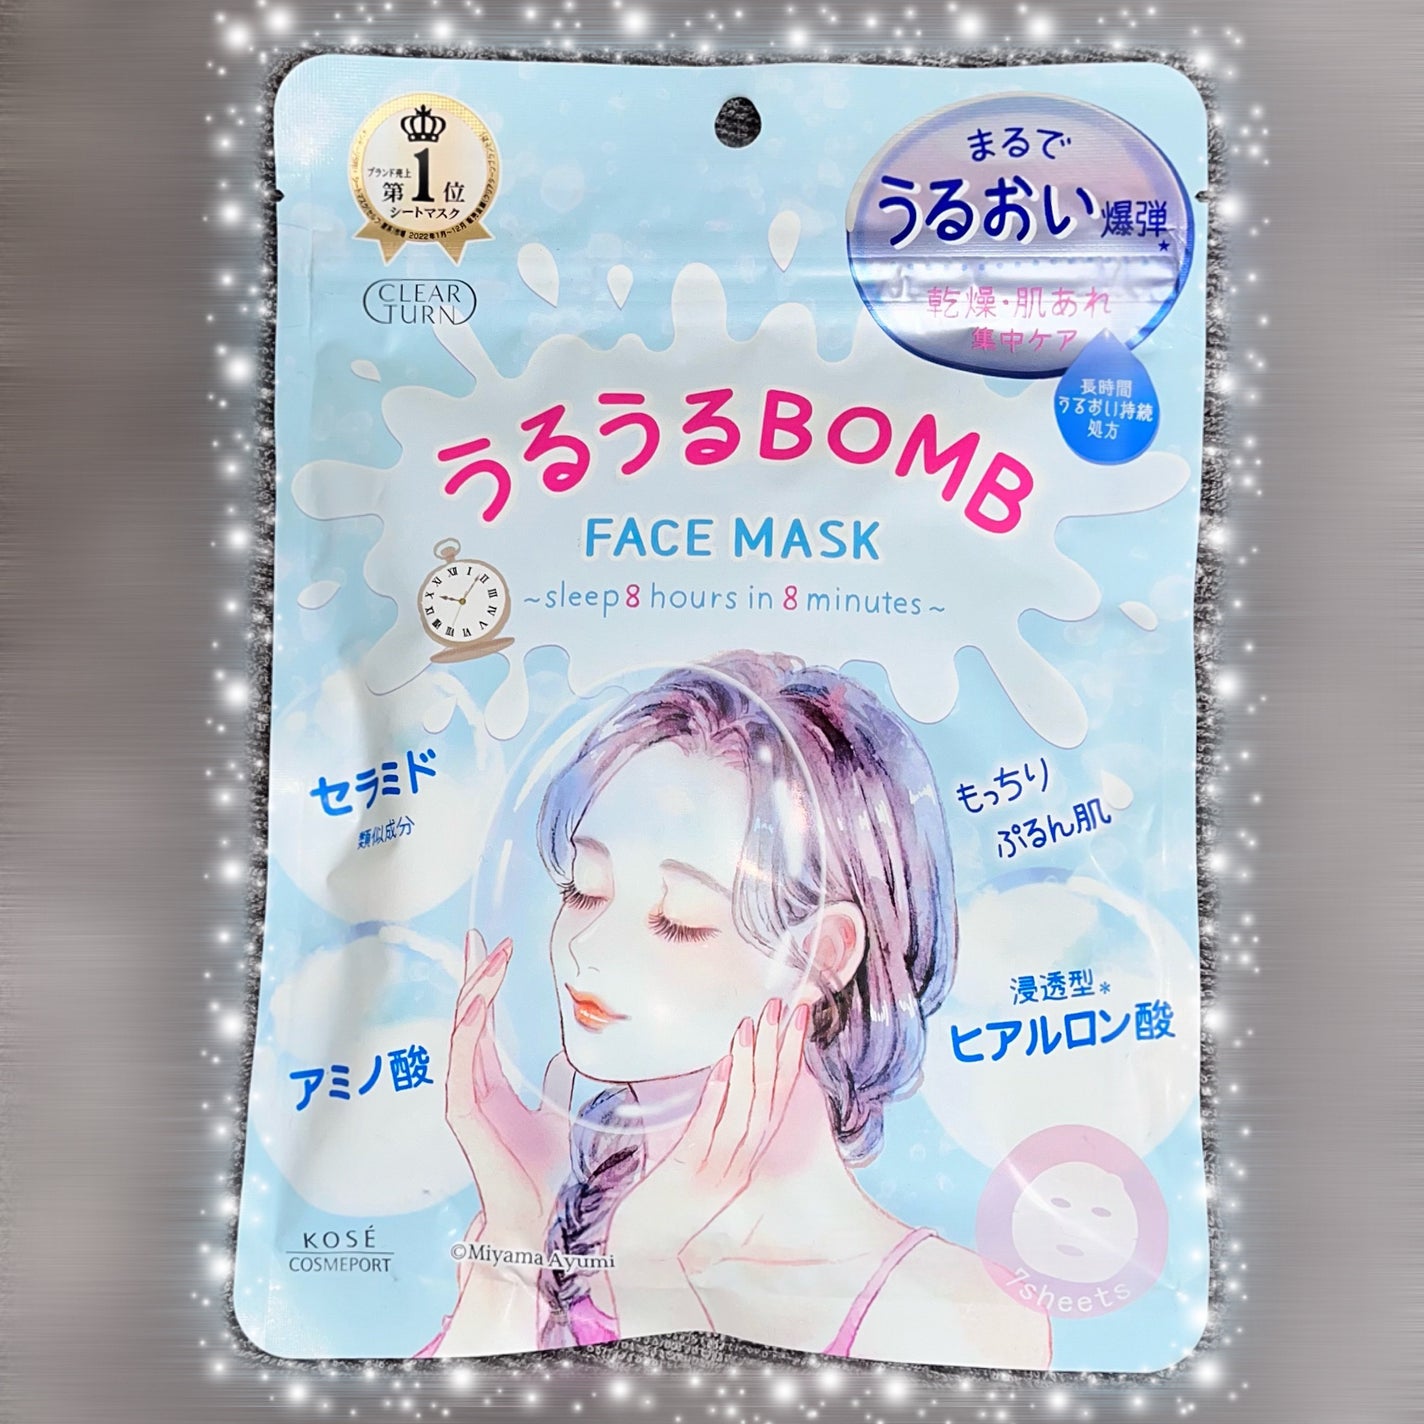 ブランド売上
第1位
シートマスク
CLEAR
TURN
まるで
うるおい爆弾★
乾燥・肌あれ
集中ケア
長時間
うるおい持続
処方
うるうるBOMB
FACE MASK
~sleep 8 hours in 8 minutes~
セラミド
類似成分
もっちり
ぷるん肌
浸透型*
ヒアルロン酸
アミノ酸
KOSÉ
COSMEPORT
©Miyama Ayumi
7sheets